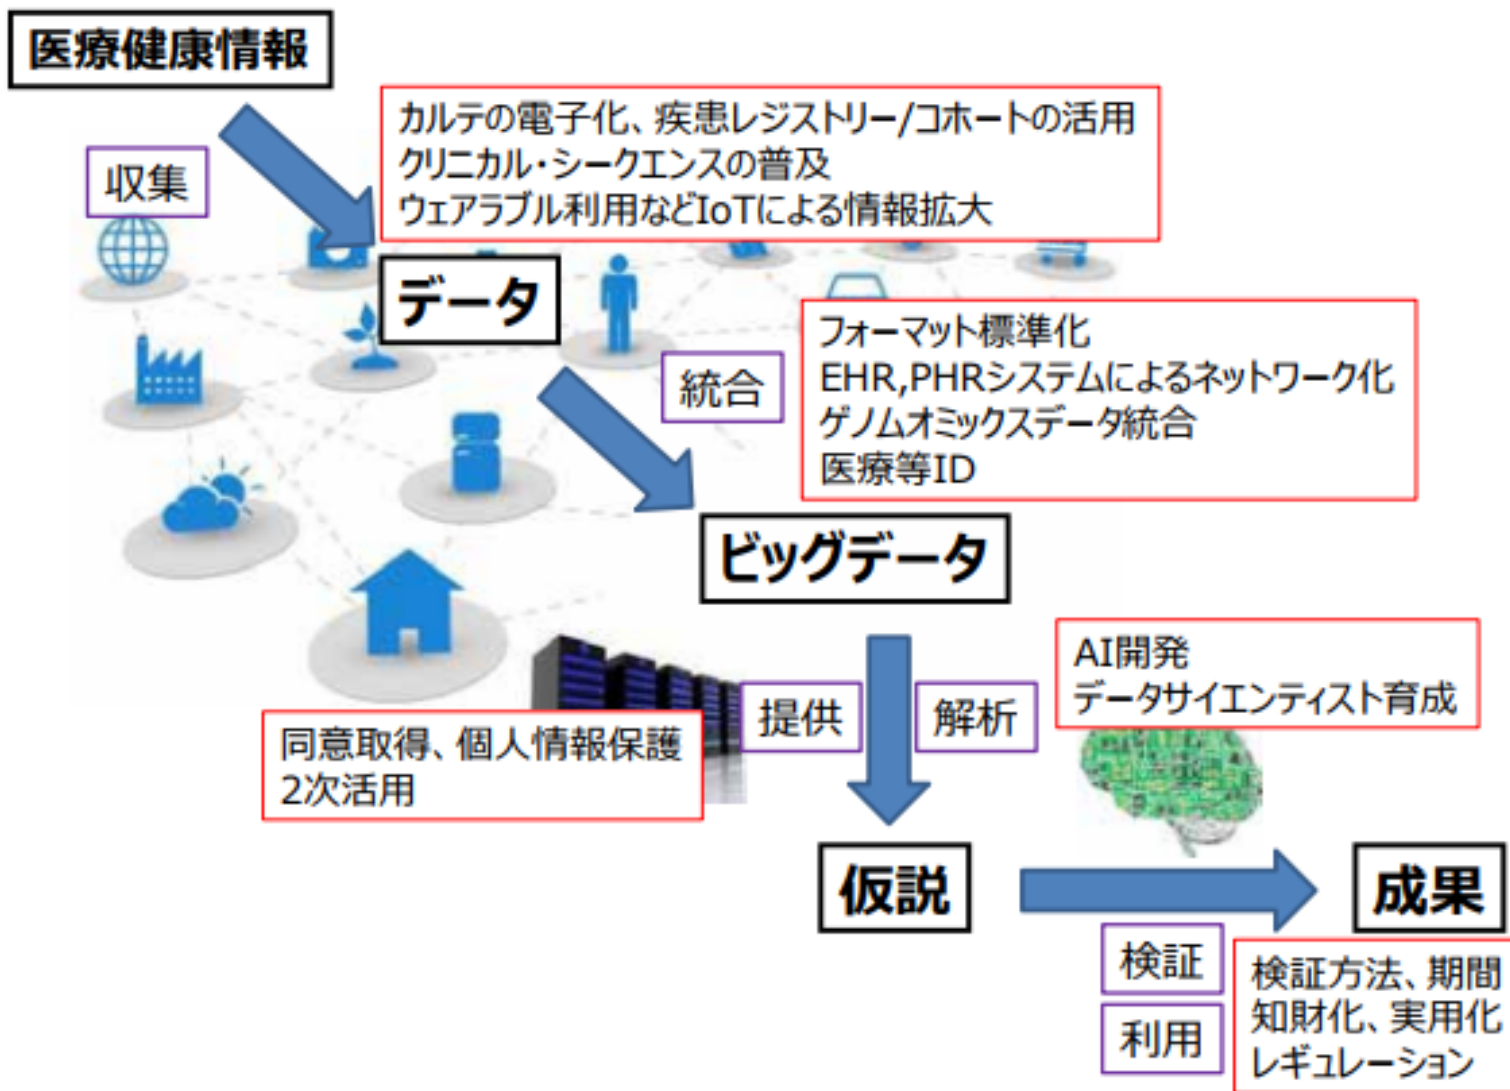 医療健康情報
収集
カルテの電子化、疾患レジストリー/コホートの活用
クリニカル・シークエンスの普及
ウェアラブル利用などIoTによる情報拡大
データ
統合
フォーマット標準化
EHR,PHRシステムによるネットワーク化
ゲノムオミックスデータ統合
医療等ID
ビッグデータ
同意取得、個人情報保護
2次活用
提供
解析
AI開発
データサイエンティスト育成
仮説
成果
検証
利用
検証方法、期間
知財化、実用化
レギュレーション